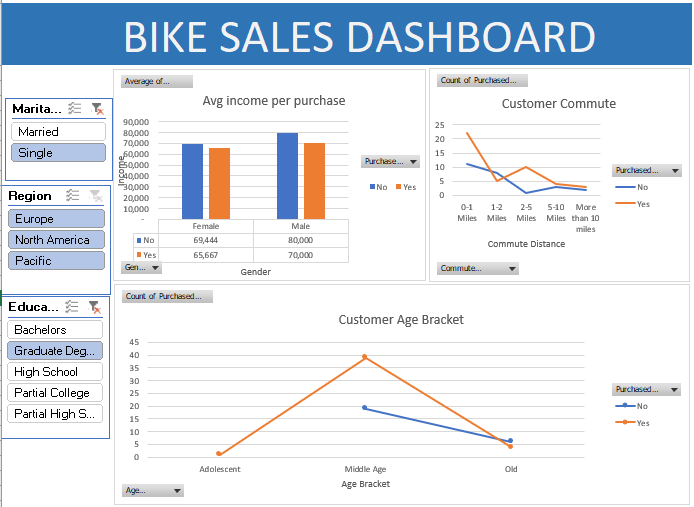 BIKE SALES DASHBOARD
Marita...
Married
Single
Region
Europe
North America
Pacific
Educa...
Bachelors
Graduate Deg...
High School
Partial College
Partial High S...
Average of...
Avg income per purchase
90,000
80,000
70,000
60,000
50,000
40,000
30,000
20,000
10,000
-
Income
Female Male
No 69,444 80,000
Yes 65,667 70,000
Gen...
Gender
Purchase...
No Yes
Count of Purchased...
Customer Commute
25
20
15
10
5
0
0-1 Miles
1-2 Miles
2-5 Miles
5-10 Miles
More than 10 miles
Commute Distance
Commute...
Purchased...
No
Yes
Count of Purchased...
Customer Age Bracket
45
40
35
30
25
20
15
10
5
0
Adolescent Middle Age Old
Age Bracket
Age...
Purchased...
No
Yes